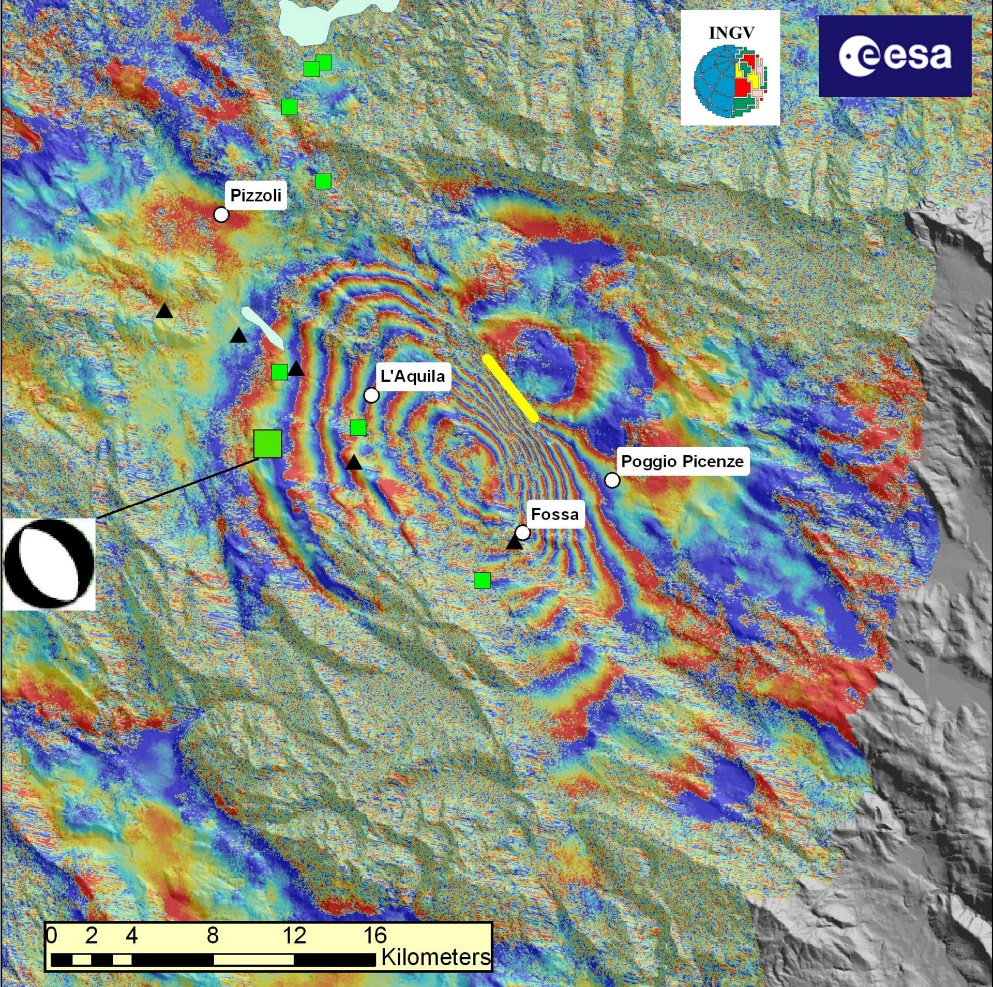 INGV
esa
Pizzoli
L'Aquila
Poggio Picenze
Fossa
0 2 4 8 12 16
Kilometers